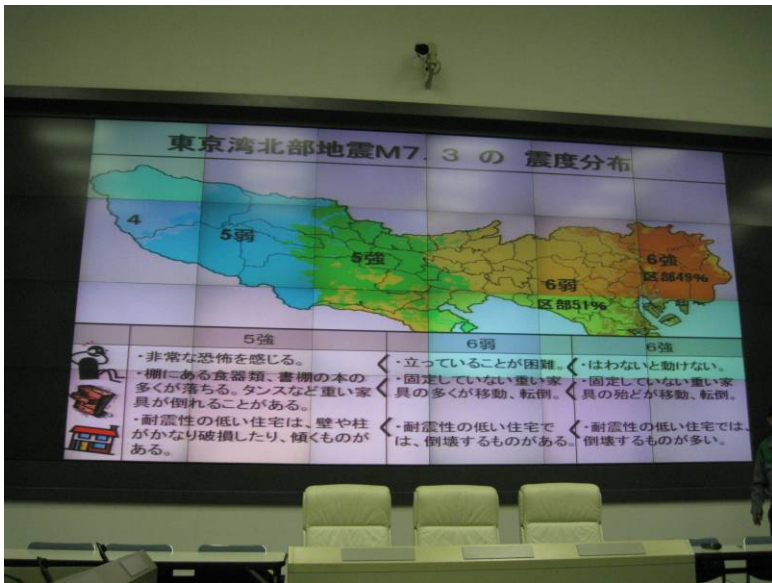 東京湾北部地震M7.3の 震度分布
4
5弱
5強
6弱
区部51%
6強
区部49%
5強
6弱
6強
・非常な恐怖を感じる。
・立っていることが困難。
・はわないと動けない。
・棚にある食器類、書棚の本の
多くが落ちる。タンスなど重い家
具が倒れることがある。
・固定していない重い家
具の多くが移動、転倒。
・固定していない重い家
具の殆どが移動、転倒。
・耐震性の低い住宅は、壁や柱
がかなり破損したり、傾くものが
ある。
・耐震性の低い住宅で
は、倒壊するものがある。
・耐震性の低い住宅では、
倒壊するものが多い。